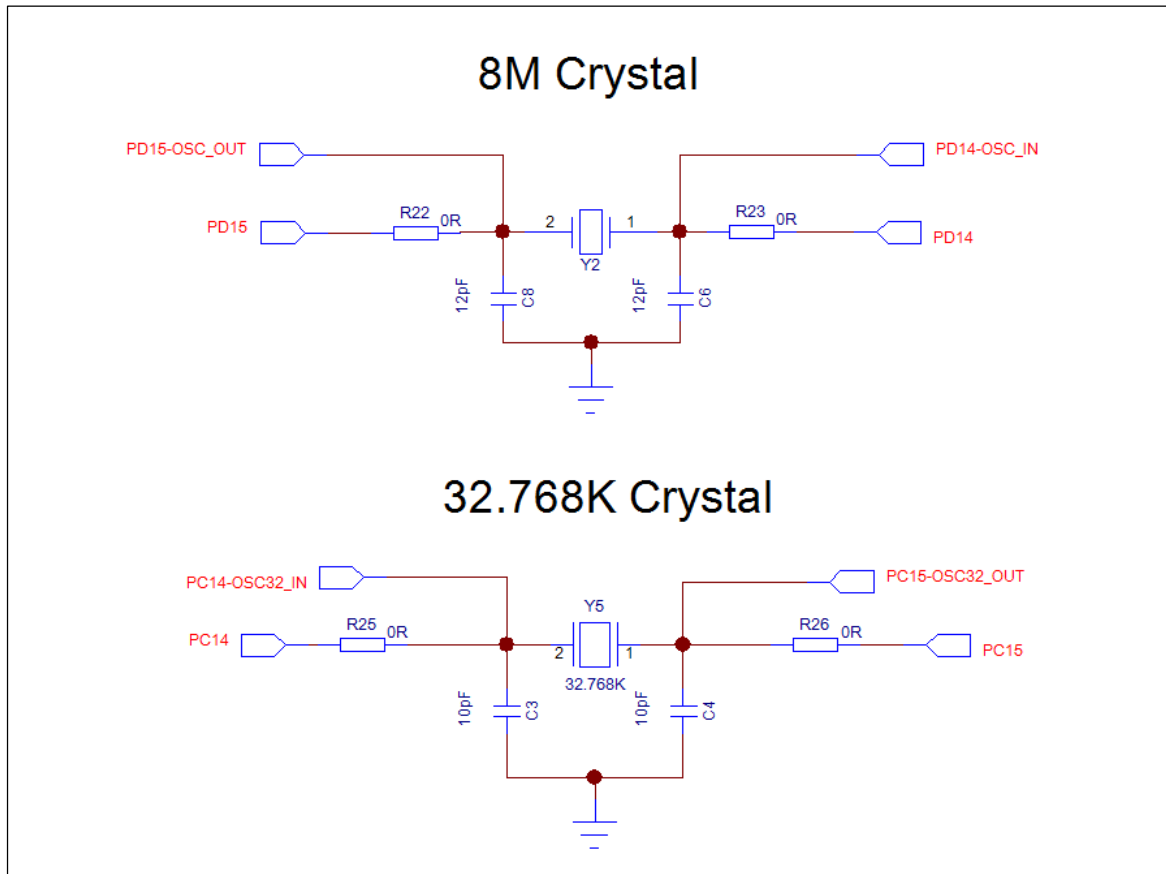 8M Crystal
PD15-OSC_OUT
PD14-OSC_IN
PD15
R22
0R
2
1
Y2
R23
0R
PD14
12pF
C8
12pF
C6
32.768K Crystal
PC14-OSC32_IN
PC15-OSC32_OUT
PC14
R25
0R
Y5
2
1
32.768K
R26
0R
PC15
10pF
C3
10pF
C4